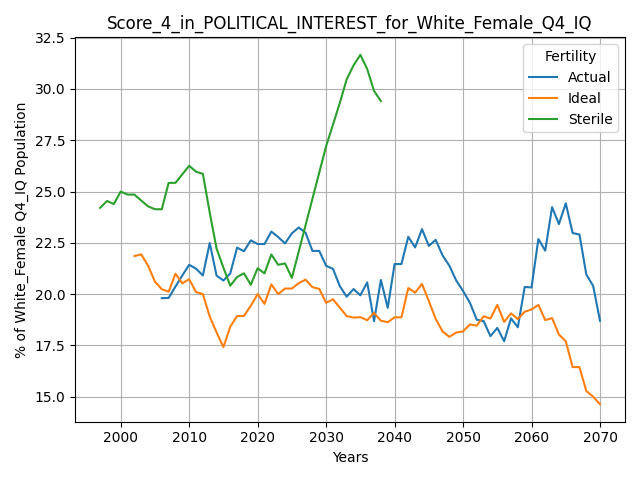 Score_4_in_POLITICAL_INTEREST_for_White_Female_Q4_IQ
% of White_Female Q4_IQ Population
32.5
30.0
27.5
25.0
22.5
20.0
17.5
15.0
Fertility
Actual
Ideal
Sterile
2000 2010 2020 2030 2040 2050 2060 2070
Years